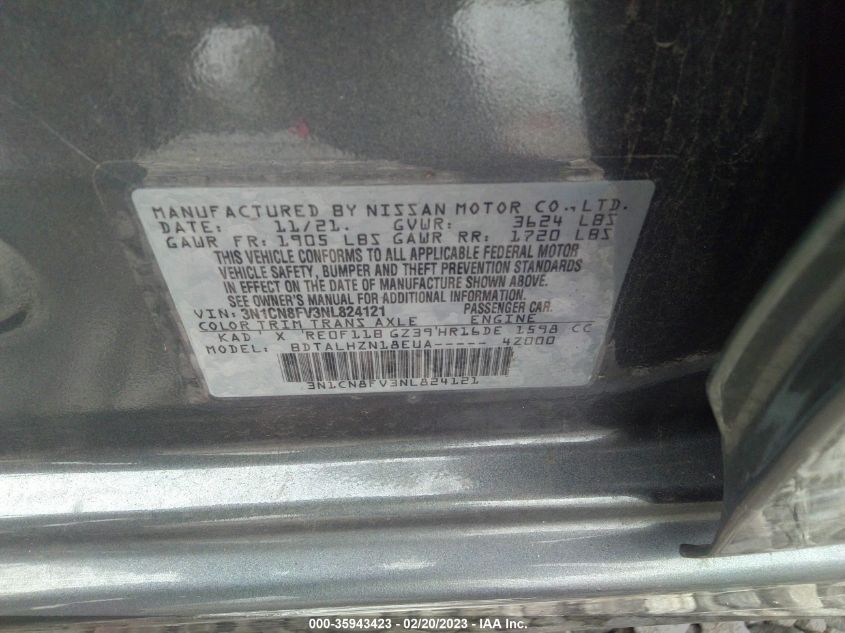 MANUFACTURED BY NISSAN MOTOR CO., LTD.
DATE: 11/21. GVWR: 3624 LBS
GAWR FR: 1905 LBS GAWR RR: 1720 LBS
THIS VEHICLE CONFORMS TO ALL APPLICABLE FEDERAL MOTOR
VEHICLE SAFETY, BUMPER AND THEFT PREVENTION STANDARDS
IN EFFECT ON THE DATE OF MANUFACTURE SHOWN ABOVE.
SEE OWNER'S MANUAL FOR ADDITIONAL INFORMATION
VIN: 3N1CN8FV3NL824121 PASSENGER CAR.
COLOR TRIM TRANS AXLE ENGINE
KAD X RE0F11B GZ39 HR16DE 1598 CC
MODEL: BDTALHZN18EUA----- 4Z000
3N1CN8FV3NL824121
000-35943423 - 02/20/2023 - IAA Inc.